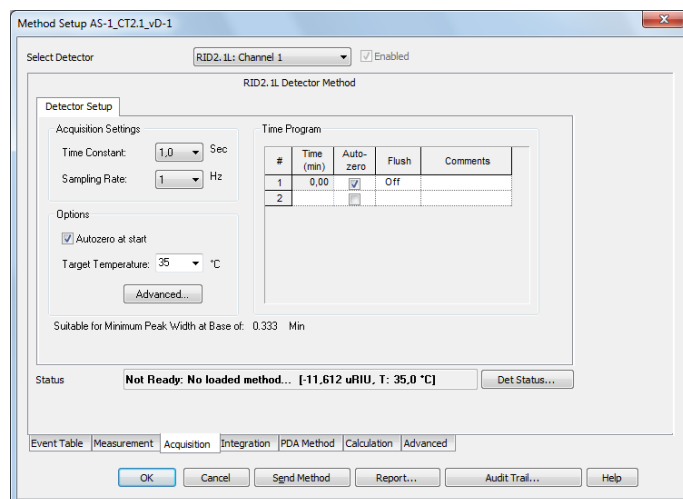 Method Setup AS-1_CT2.1_vD-1
Select Detector RID2.1L: Channel 1 Enabled
RID2.1L Detector Method
Detector Setup
Acquisition Settings
Time Constant: 1,0 Sec
Sampling Rate: 1 Hz
Options
Autozero at start
Target Temperature: 35 °C
Advanced...
Time Program
# Time (min) Auto-zero Flush Comments
1 0,00 Off
2
Suitable for Minimum Peak Width at Base of: 0.333 Min
Status Not Ready: No loaded method... [-11,612 uRIU, T: 35,0 °C] Det Status...
Event Table Measurement Acquisition Integration PDA Method Calculation Advanced
OK Cancel Send Method Report... Audit Trail... Help